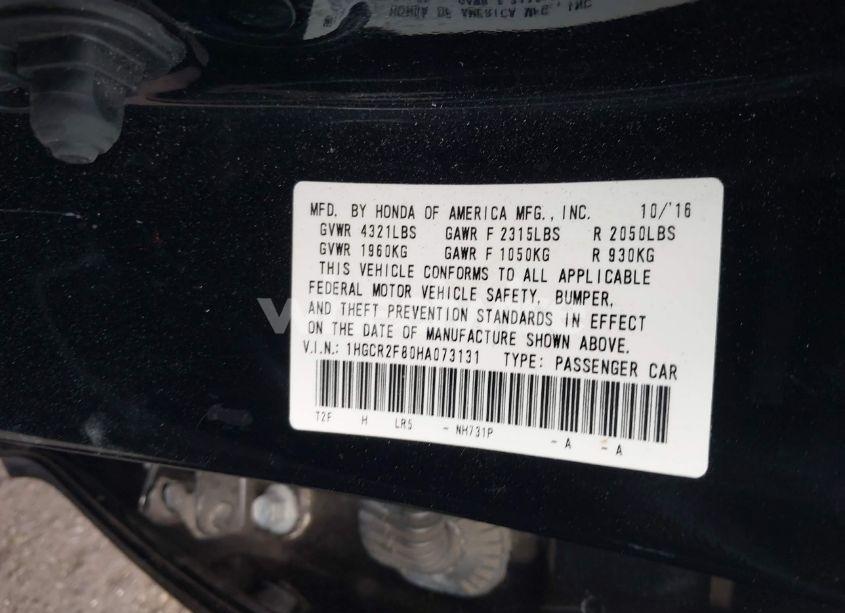 MFD. BY HONDA OF AMERICA MFG., INC. 10/'16
GVWR 4321LBS GAWR F 2315LBS R 2050LBS
GVWR 1960KG GAWR F 1050KG R 930KG
THIS VEHICLE CONFORMS TO ALL APPLICABLE
FEDERAL MOTOR VEHICLE SAFETY, BUMPER,
AND THEFT PREVENTION STANDARDS IN EFFECT
ON THE DATE OF MANUFACTURE SHOWN ABOVE.
V.I.N.: 1HGCR2F80HA073131 TYPE: PASSENGER CAR
T2F H LR5 - NH731P - A - A